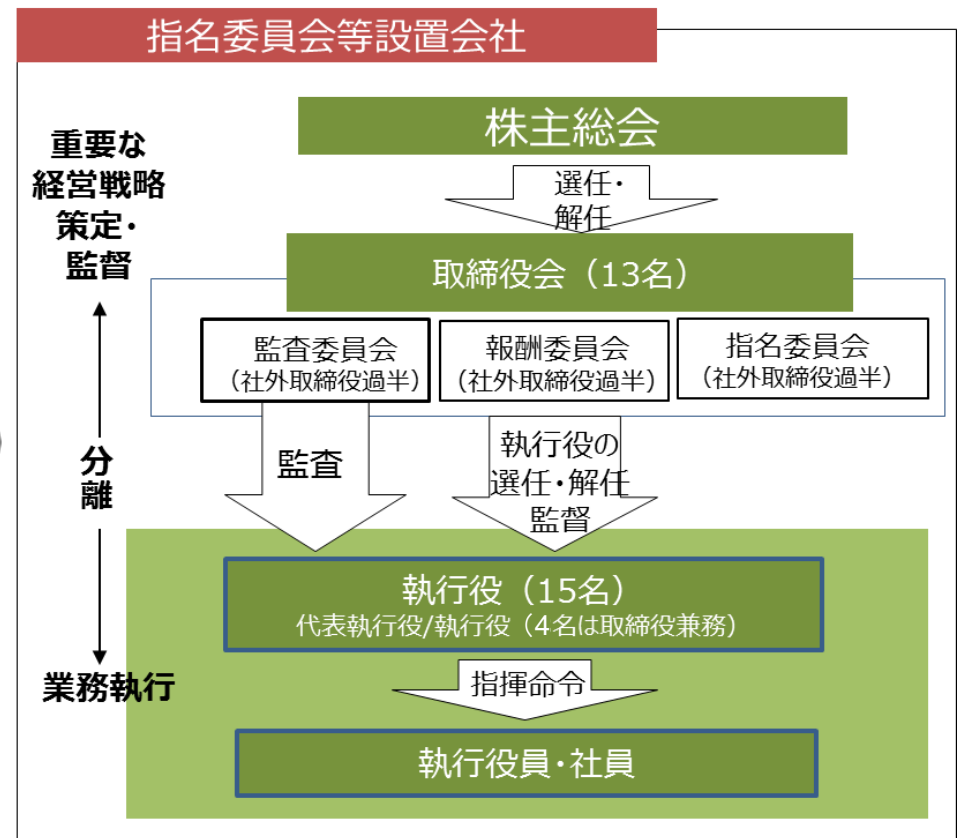 指名委員会等設置会社
株主総会
選任・
解任
重要な
経営戦略
策定・
監督
取締役会（13名）
監査委員会
（社外取締役過半）
報酬委員会
（社外取締役過半）
指名委員会
（社外取締役過半）
監査
執行役の
選任・解任
監督
分
離
執行役（15名）
代表執行役/執行役（4名は取締役兼務）
指揮命令
業務執行
執行役員・社員